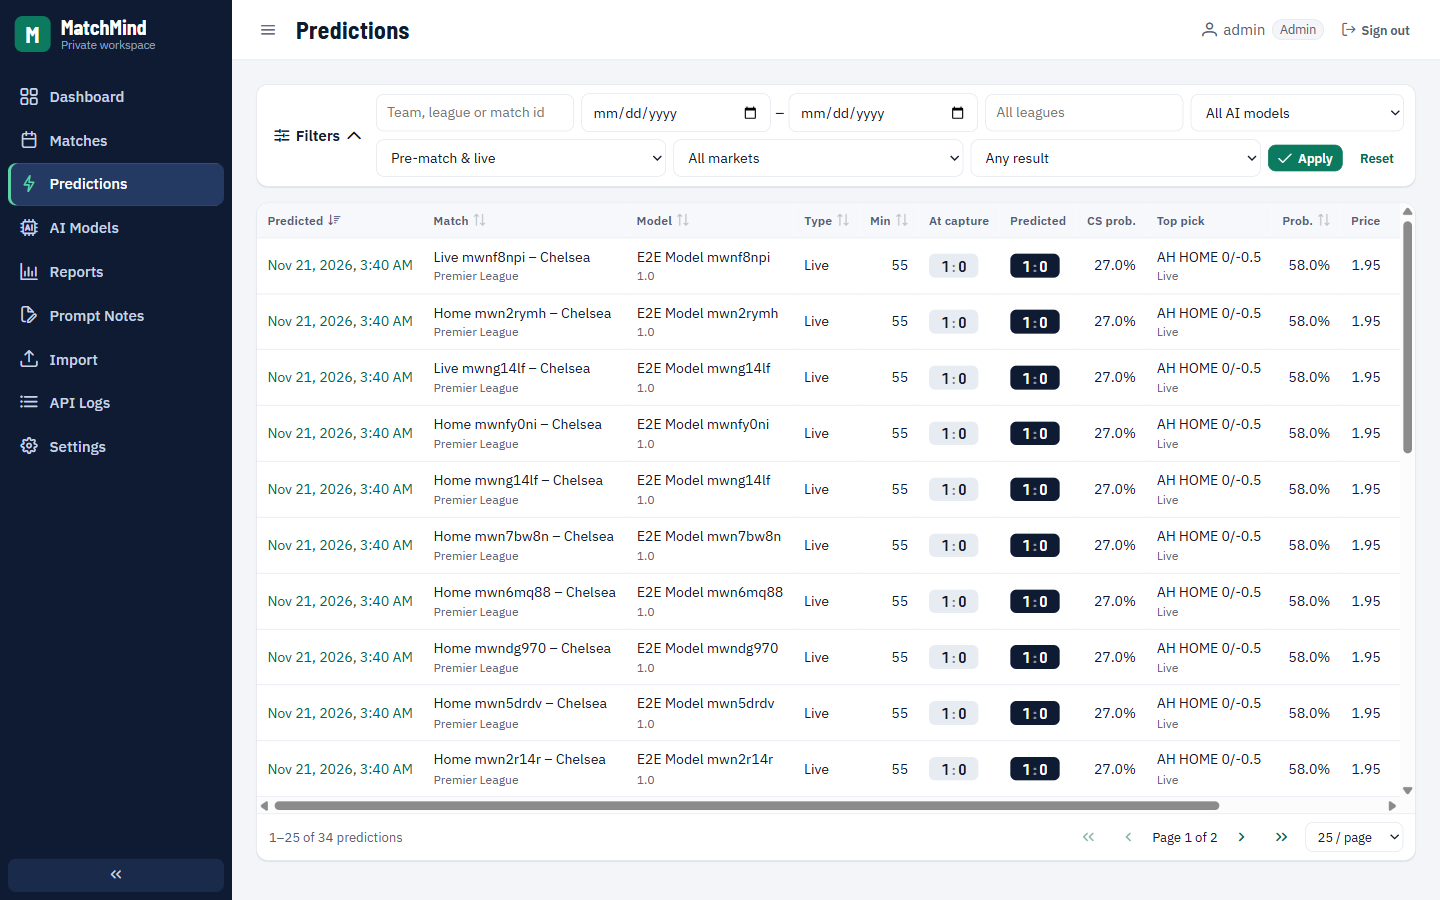 M
MatchMind
Private workspace
Dashboard
Matches
Predictions
AI Models
Reports
Prompt Notes
Import
API Logs
Settings
Predictions
admin Admin Sign out
Filters
Team, league or match id mm/dd/yyyy – mm/dd/yyyy All leagues All AI models
Pre-match & live All markets Any result Apply Reset
Predicted Match Model Type Min At capture Predicted CS prob. Top pick Prob. Price
Nov 21, 2026, 3:40 AM Live mwnf8npi – Chelsea E2E Model mwnf8npi Live 55 1:0 1:0 27.0% AH HOME 0/-0.5 58.0% 1.95
Premier League 1.0 Live
Nov 21, 2026, 3:40 AM Home mwn2rymh – Chelsea E2E Model mwn2rymh Live 55 1:0 1:0 27.0% AH HOME 0/-0.5 58.0% 1.95
Premier League 1.0 Live
Nov 21, 2026, 3:40 AM Live mwng14lf – Chelsea E2E Model mwng14lf Live 55 1:0 1:0 27.0% AH HOME 0/-0.5 58.0% 1.95
Premier League 1.0 Live
Nov 21, 2026, 3:40 AM Home mwnfy0ni – Chelsea E2E Model mwnfy0ni Live 55 1:0 1:0 27.0% AH HOME 0/-0.5 58.0% 1.95
Premier League 1.0 Live
Nov 21, 2026, 3:40 AM Home mwng14lf – Chelsea E2E Model mwng14lf Live 55 1:0 1:0 27.0% AH HOME 0/-0.5 58.0% 1.95
Premier League 1.0 Live
Nov 21, 2026, 3:40 AM Home mwn7bw8n – Chelsea E2E Model mwn7bw8n Live 55 1:0 1:0 27.0% AH HOME 0/-0.5 58.0% 1.95
Premier League 1.0 Live
Nov 21, 2026, 3:40 AM Home mwn6mq88 – Chelsea E2E Model mwn6mq88 Live 55 1:0 1:0 27.0% AH HOME 0/-0.5 58.0% 1.95
Premier League 1.0 Live
Nov 21, 2026, 3:40 AM Home mwndg970 – Chelsea E2E Model mwndg970 Live 55 1:0 1:0 27.0% AH HOME 0/-0.5 58.0% 1.95
Premier League 1.0 Live
Nov 21, 2026, 3:40 AM Home mwn5drdv – Chelsea E2E Model mwn5drdv Live 55 1:0 1:0 27.0% AH HOME 0/-0.5 58.0% 1.95
Premier League 1.0 Live
Nov 21, 2026, 3:40 AM Home mwn2r14r – Chelsea E2E Model mwn2r14r Live 55 1:0 1:0 27.0% AH HOME 0/-0.5 58.0% 1.95
Premier League 1.0 Live
1–25 of 34 predictions Page 1 of 2 25 / page